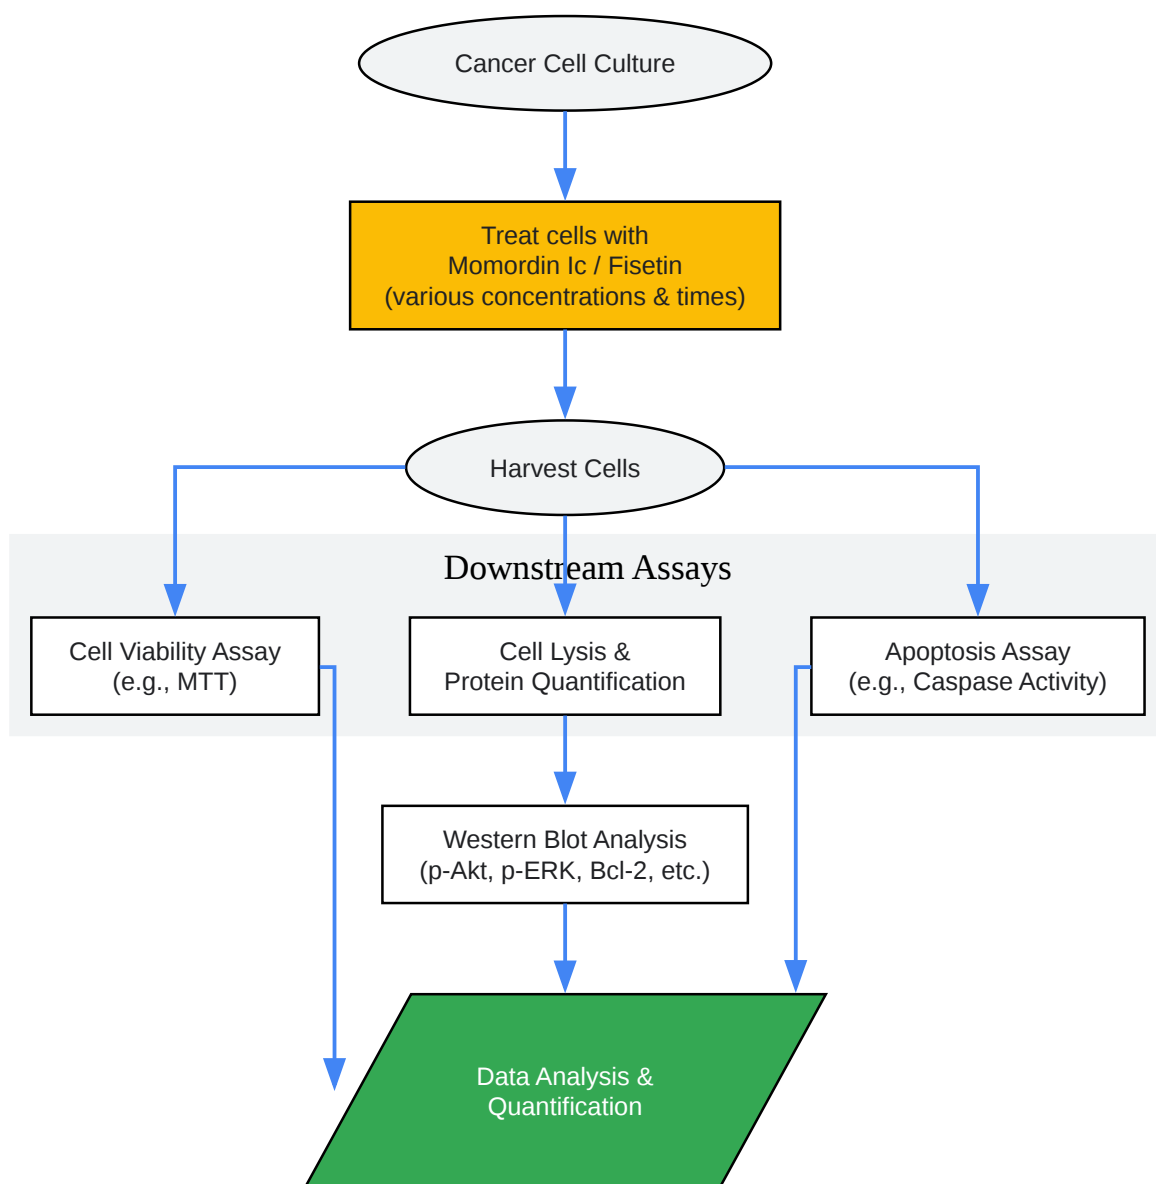 Cancer Cell Culture
Treat cells with
Momordin Ic / Fisetin
(various concentrations & times)
Harvest Cells
Downstream Assays
Cell Viability Assay
(e.g., MTT)
Cell Lysis &
Protein Quantification
Apoptosis Assay
(e.g., Caspase Activity)
Western Blot Analysis
(p-Akt, p-ERK, Bcl-2, etc.)
Data Analysis &
Quantification